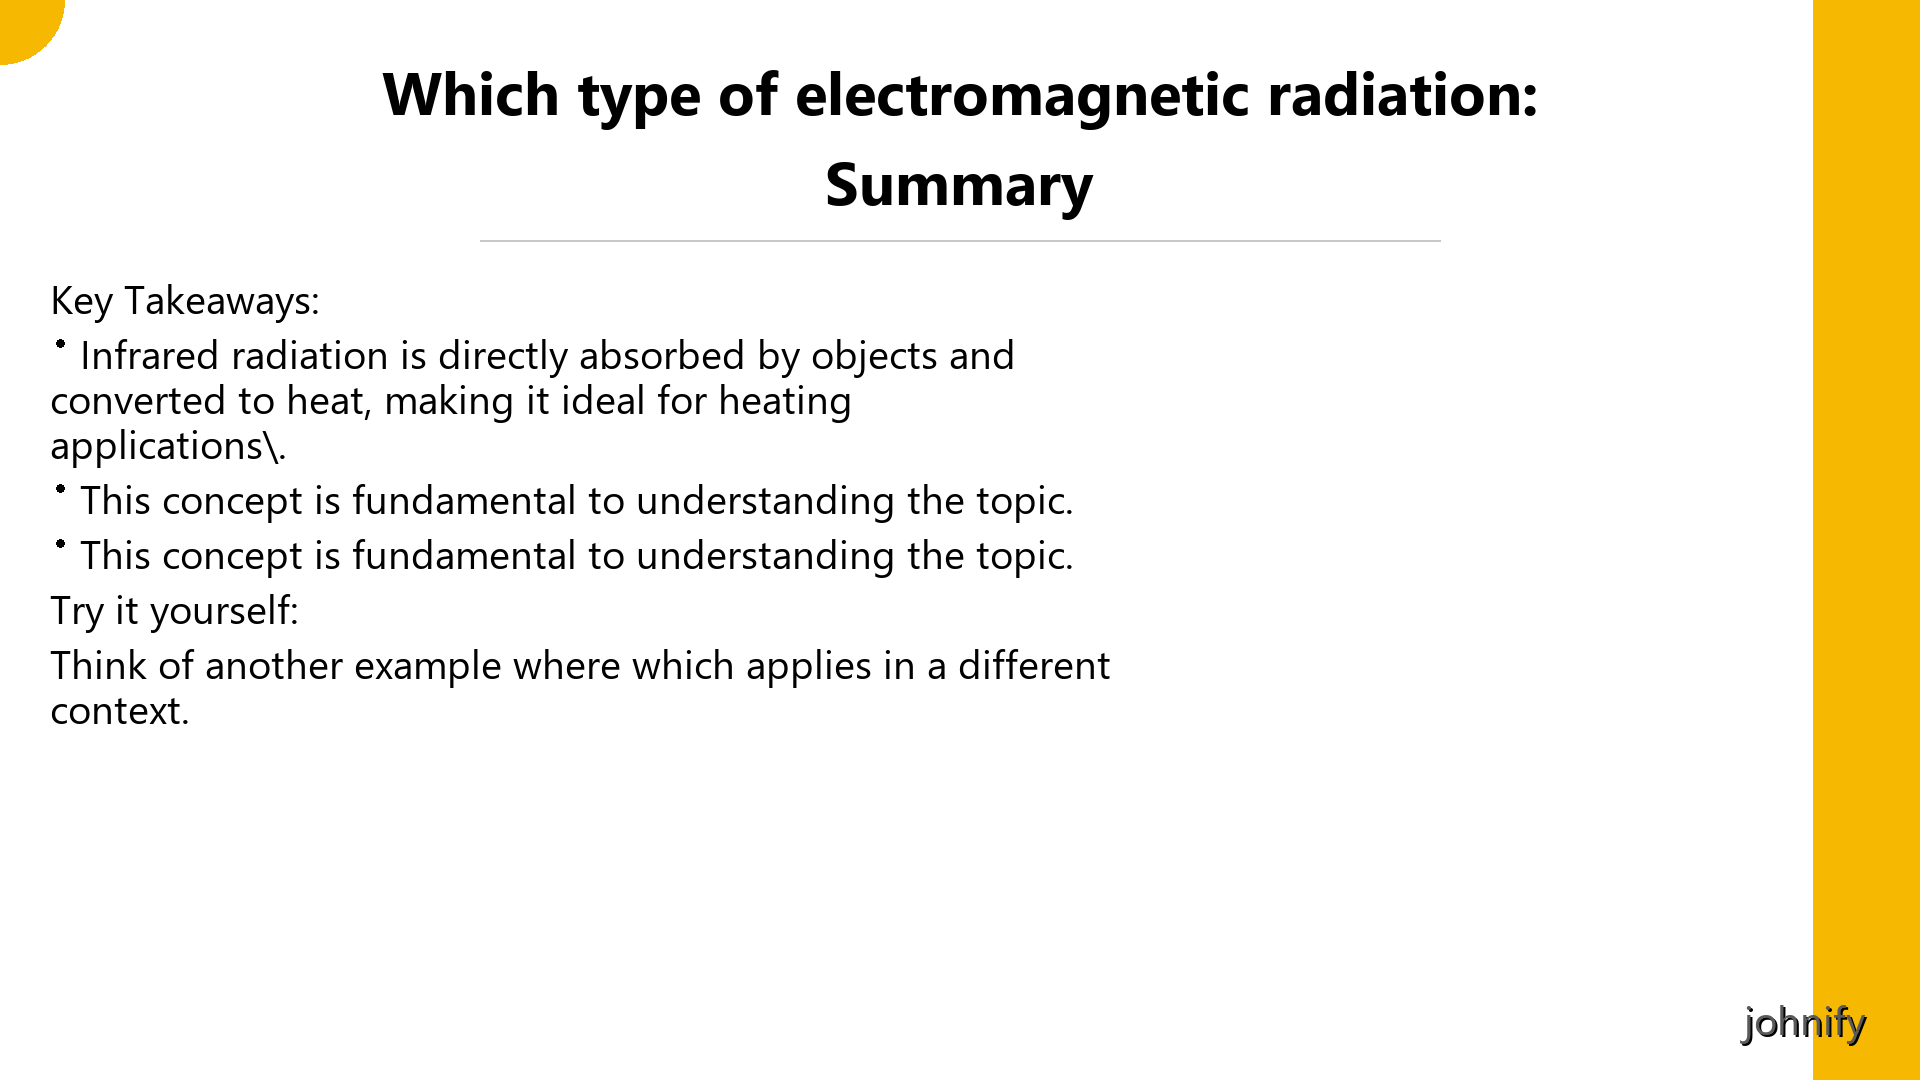 Which type of electromagnetic radiation:
Summary
Key Takeaways:
• Infrared radiation is directly absorbed by objects and
converted to heat, making it ideal for heating
applications\.
• This concept is fundamental to understanding the topic.
• This concept is fundamental to understanding the topic.
Try it yourself:
Think of another example where which applies in a different
context.
johnify